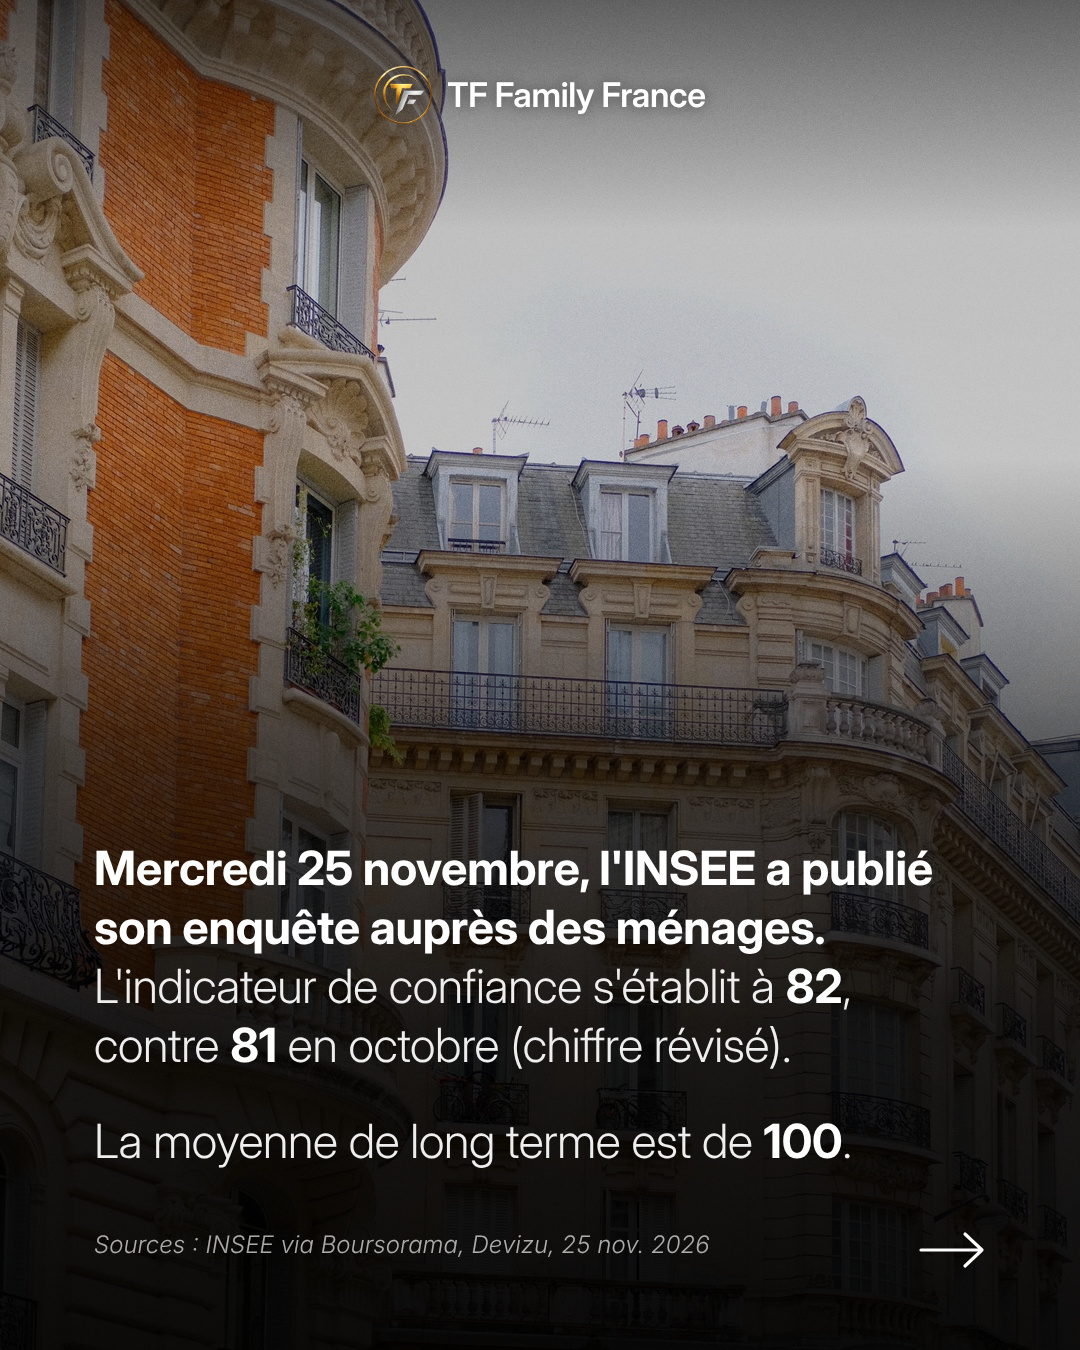 TF Family France
Mercredi 25 novembre, l'INSEE a publié
son enquête auprès des ménages.
L'indicateur de confiance s'établit à 82,
contre 81 en octobre (chiffre révisé).
La moyenne de long terme est de 100.
Sources : INSEE via Boursorama, Devizu, 25 nov. 2026